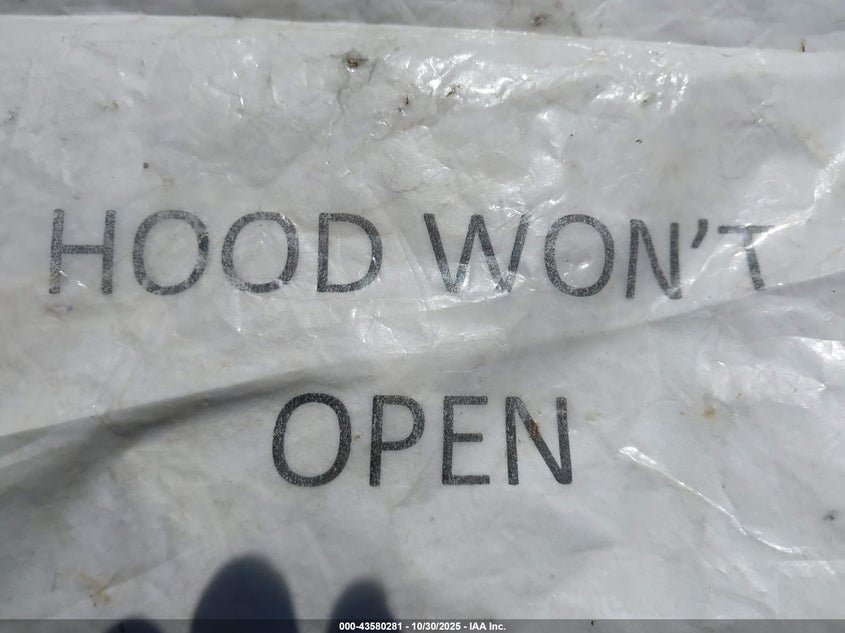 HOOD WON'T
OPEN
000-43580281 - 10/30/2025 - IAA Inc.